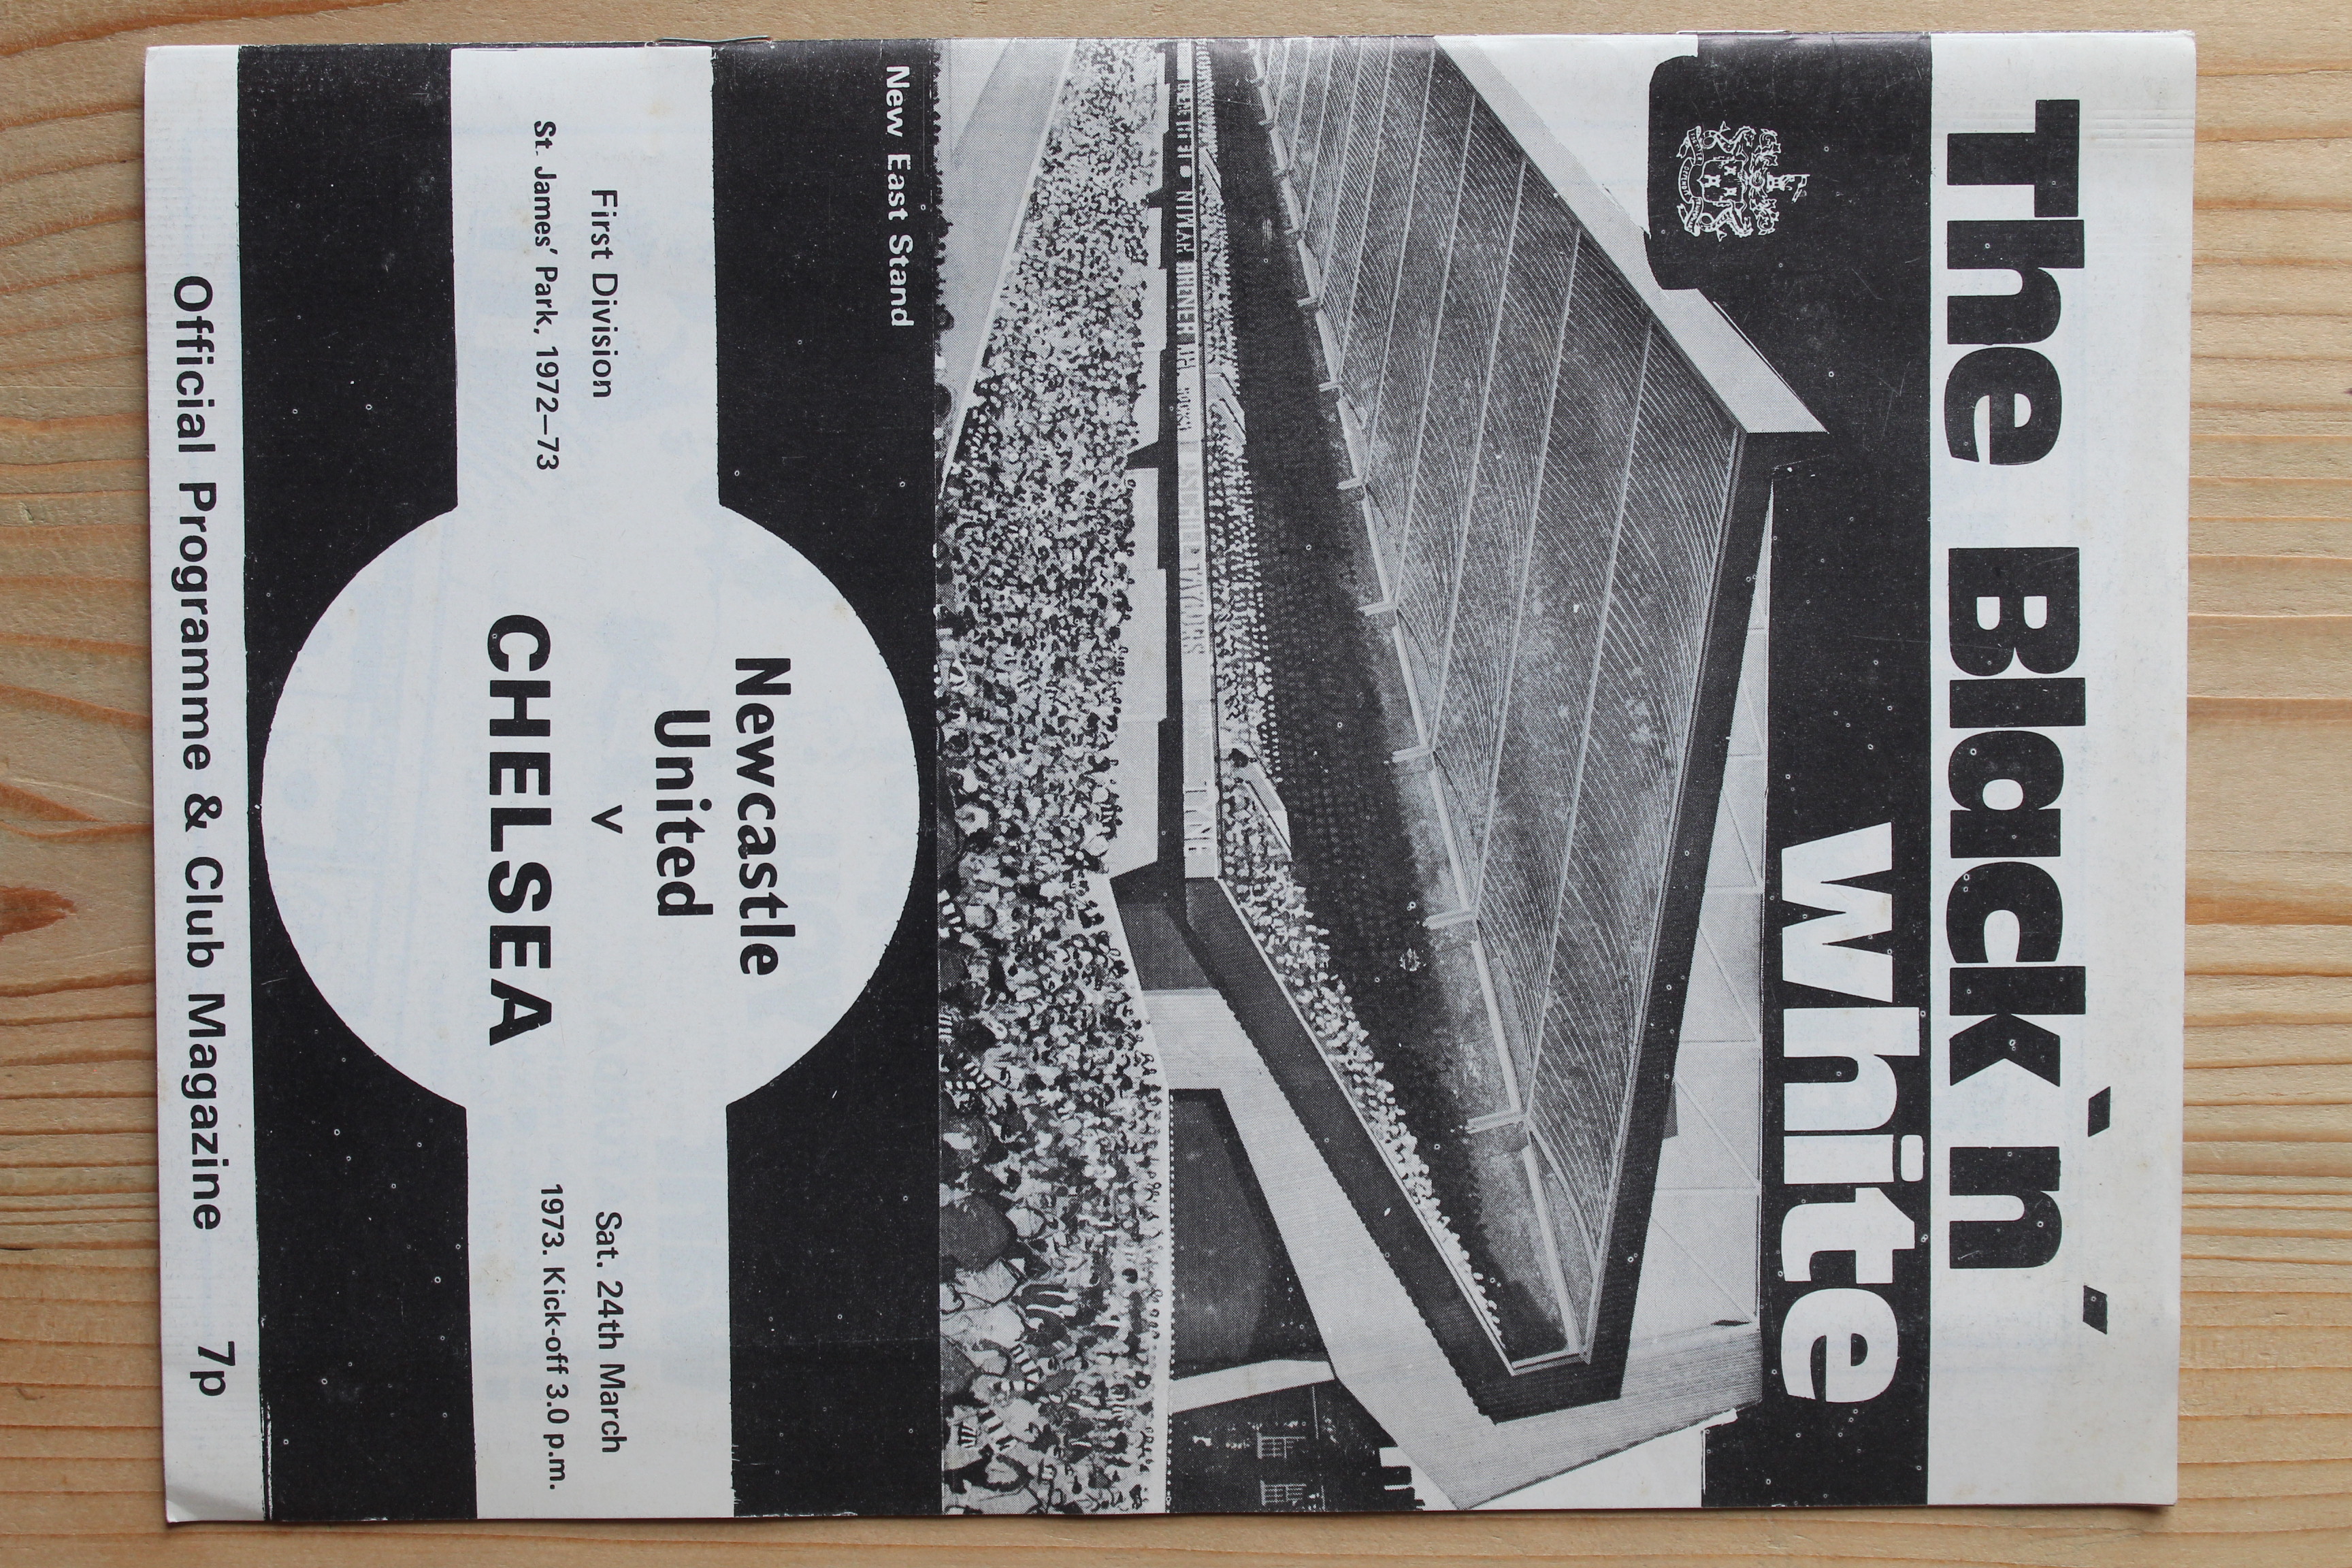 The Black 'n'
White
New East Stand
Newcastle
United
v
CHELSEA
First Division
St. James' Park, 1972–73
Sat. 24th March
1973. Kick-off 3.0 p.m.
Official Programme & Club Magazine 7p